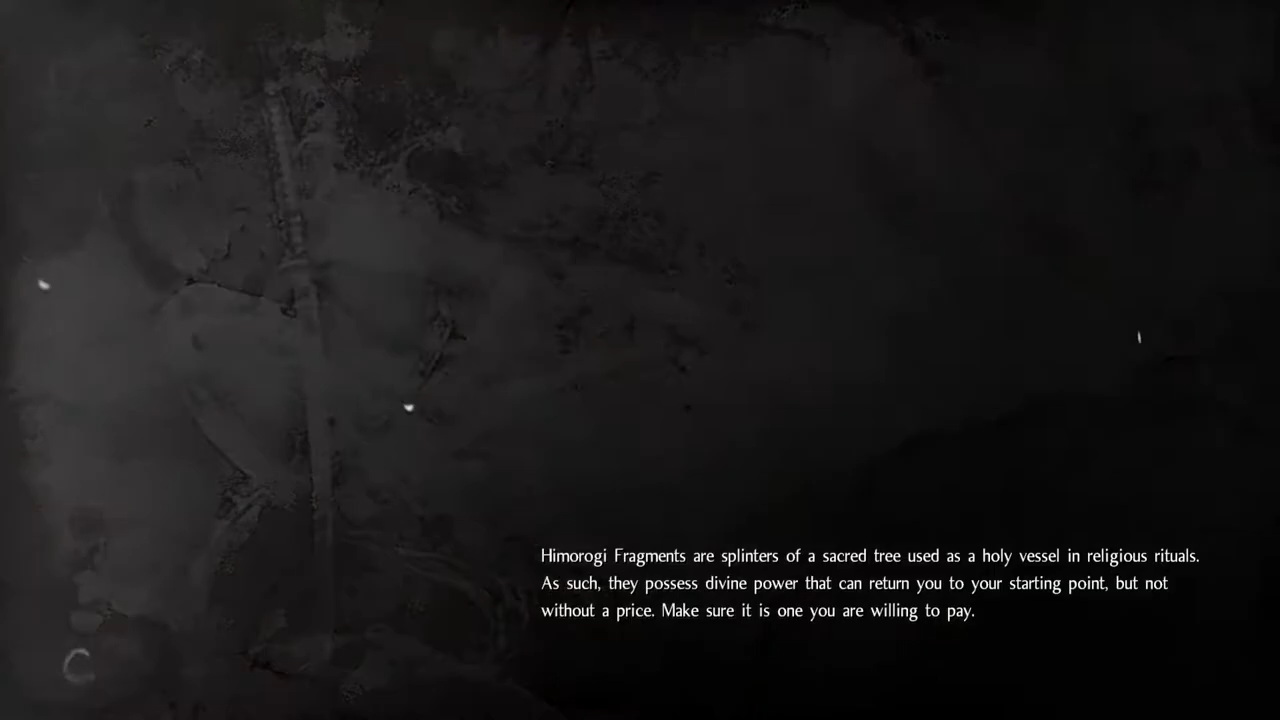 Himorogi Fragments are splinters of a sacred tree used as a holy vessel in religious rituals.
As such, they possess divine power that can return you to your starting point, but not
without a price. Make sure it is one you are willing to pay.